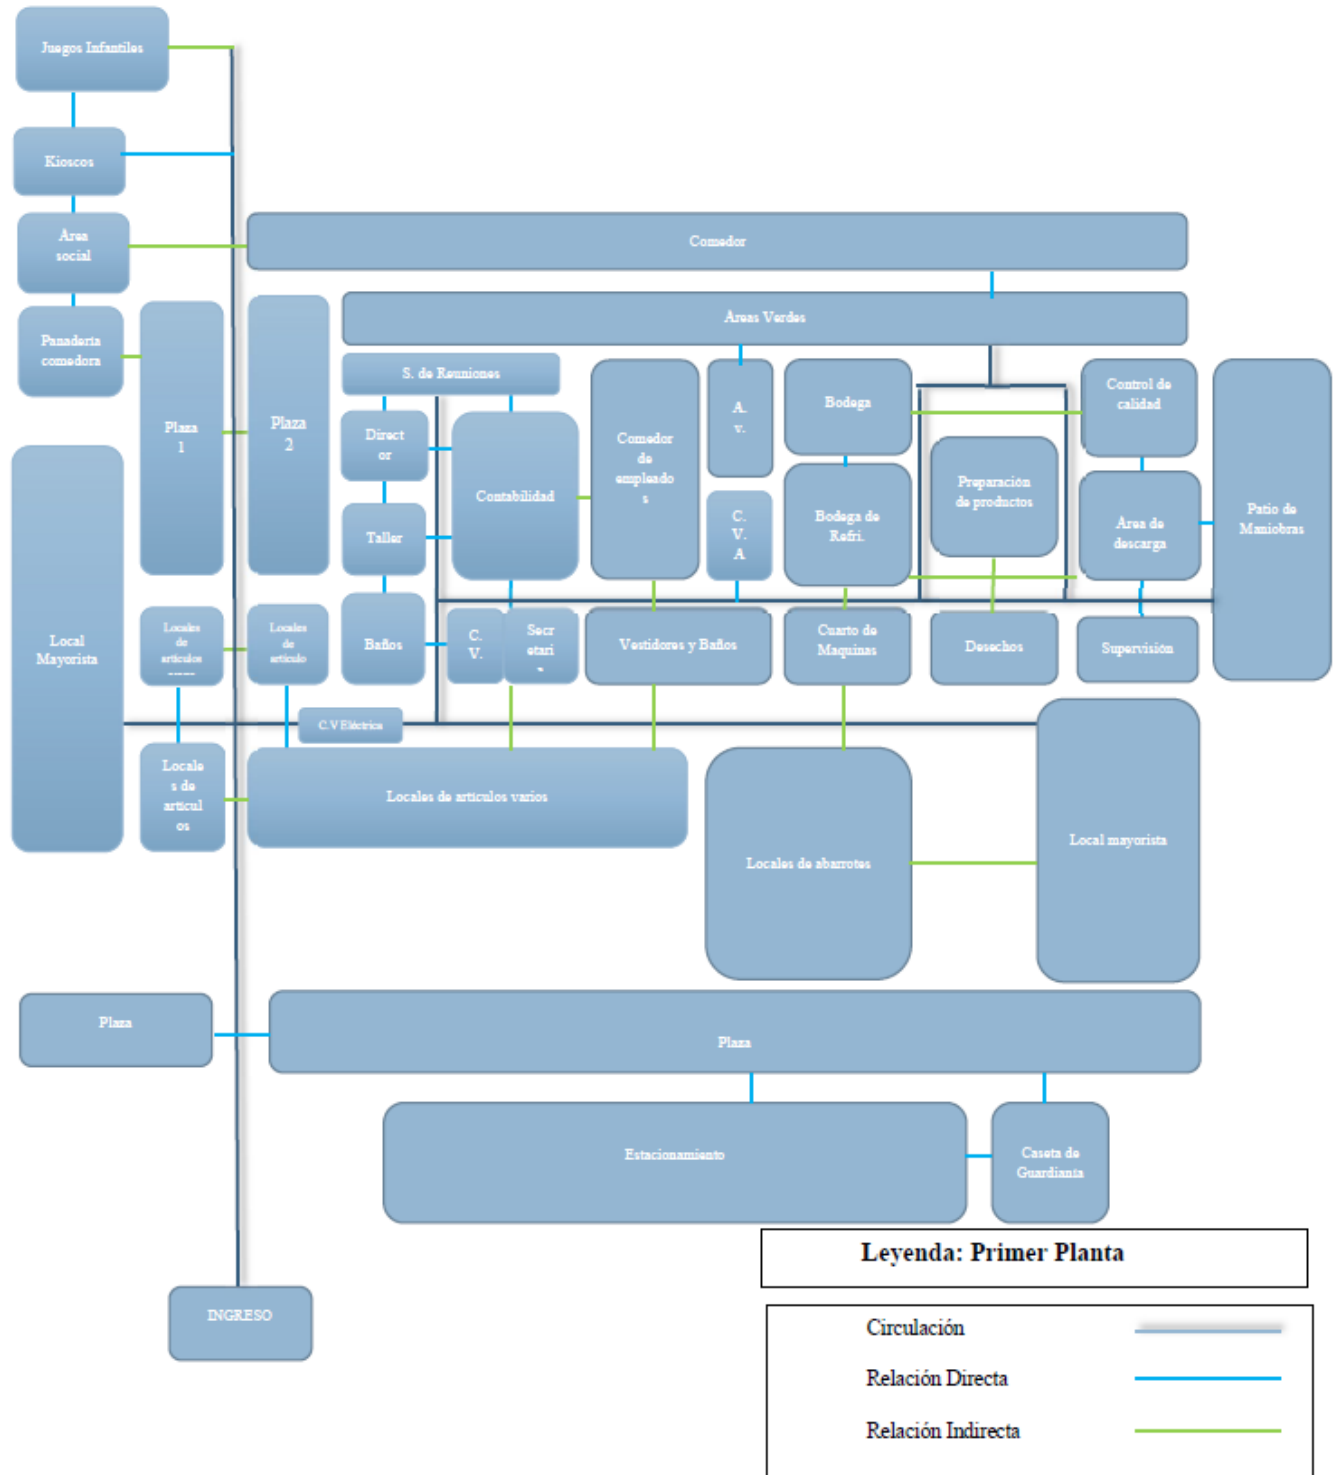 Juegos Infantiles
Kioscos
Area
social
Comedor
Panaderia
comedora
Areas Verdes
Plaza
1
Plaza
2
S. de Reuniones
Direct
or
Contabilidad
Taller
Baños
Comedor
de
empleado
s
A.
v.
C.
V.
A
Bodega
Bodega de
Refri.
Preparación
de productos
Control de
calidad
Area de
descarga
Patio de
Maniobras
Local
Mayorista
Locales
de
artículos
Locales
de
artículo
C.
V.
Secr
etari
Vestidores y Baños
Cuarto de
Maquinas
Desechos
Supervisión
C.V Eléctrica
Locale
s de
artícul
os
Locales de artículos varios
Locales de abarrotes
Local mayorista
Plaza
Plaza
Estacionamiento
Caseta de
Guardianta
INGRESO
Leyenda: Primer Planta
Circulación
Relación Directa
Relación Indirecta